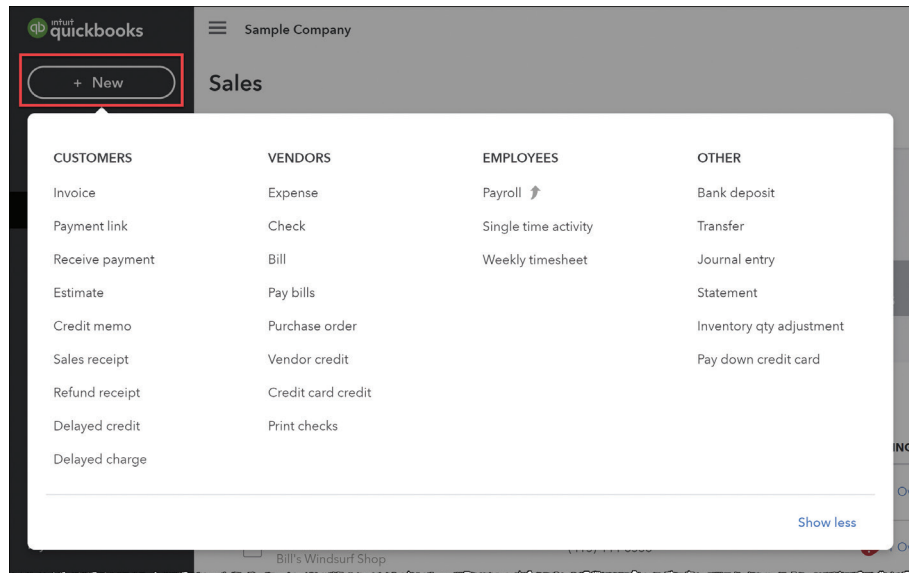 intuit
quickbooks
Sample Company
+ New
Sales
CUSTOMERS
Invoice
Payment link
Receive payment
Estimate
Credit memo
Sales receipt
Refund receipt
Delayed credit
Delayed charge
VENDORS
Expense
Check
Bill
Pay bills
Purchase order
Vendor credit
Credit card credit
Print checks
EMPLOYEES
Payroll
Single time activity
Weekly timesheet
OTHER
Bank deposit
Transfer
Journal entry
Statement
Inventory qty adjustment
Pay down credit card
Show less
Bill's Windsurf Shop